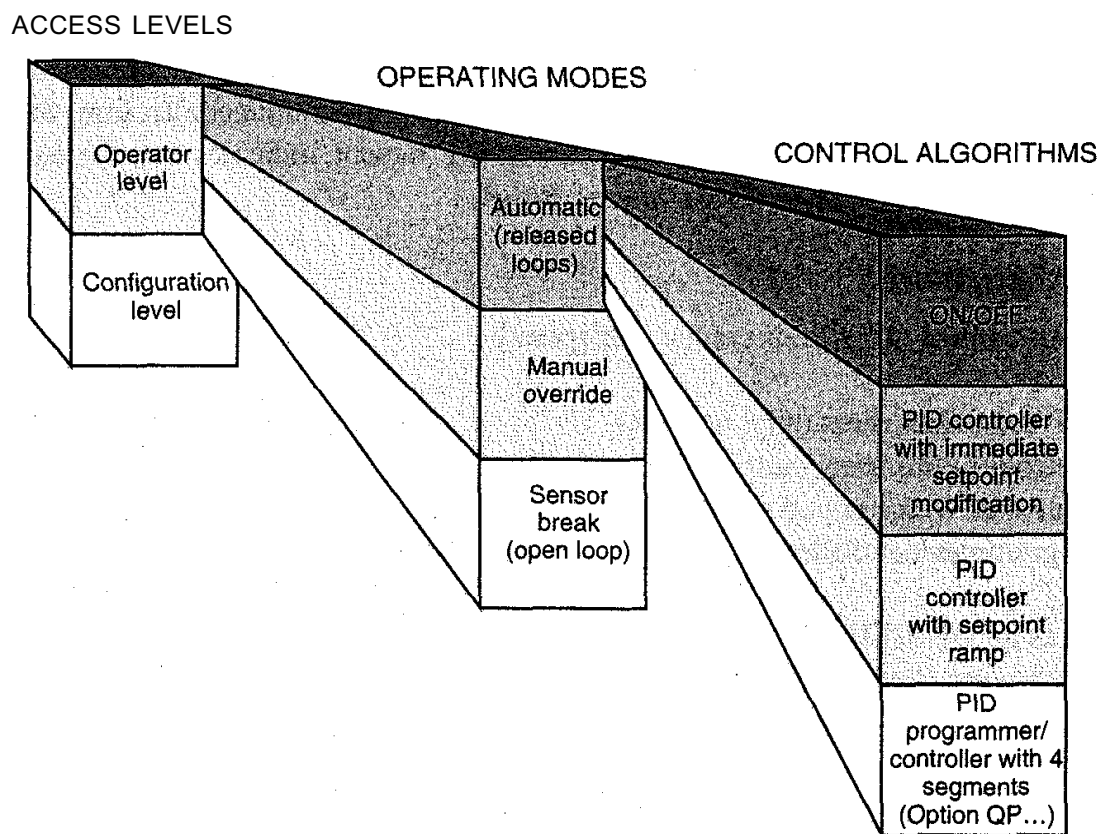 ACCESS LEVELS
OPERATING MODES
CONTROL ALGORITHMS
Operator
level
Configuration
level
Automatic
(released
loops)
Manual
override
Sensor
break
(open loop)
ON/OFF
PID controller
with immediate
setpoint
modification
PID
controller
with setpoint
ramp
PID
programmer/
controller with 4
segments
(Option QP...)